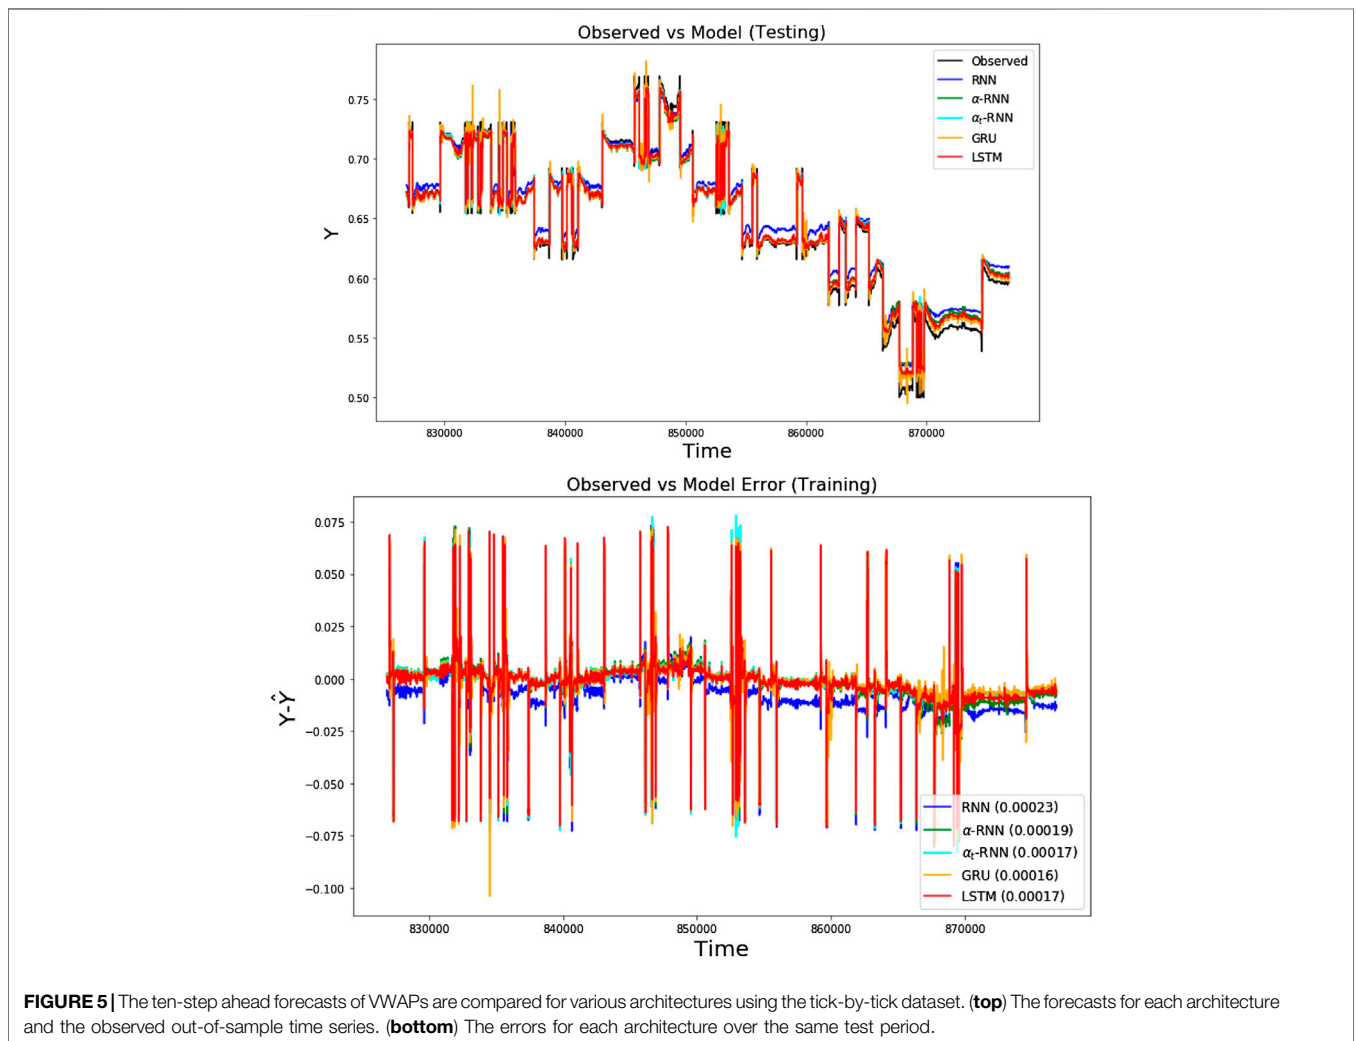 Observed vs Model (Testing)
Observed
RNN
α-RNN
αt-RNN
GRU
LSTM
0.75
0.70
0.65
0.60
0.55
0.50
Y
830000 840000 850000 860000 870000
Time
Observed vs Model Error (Training)
0.075
0.050
0.025
0.000
−0.025
−0.050
−0.075
−0.100
Y-Ŷ
RNN (0.00023)
α-RNN (0.00019)
αt-RNN (0.00017)
GRU (0.00016)
LSTM (0.00017)
830000 840000 850000 860000 870000
Time
FIGURE 5 | The ten-step ahead forecasts of VWAPs are compared for various architectures using the tick-by-tick dataset. (top) The forecasts for each architecture
and the observed out-of-sample time series. (bottom) The errors for each architecture over the same test period.